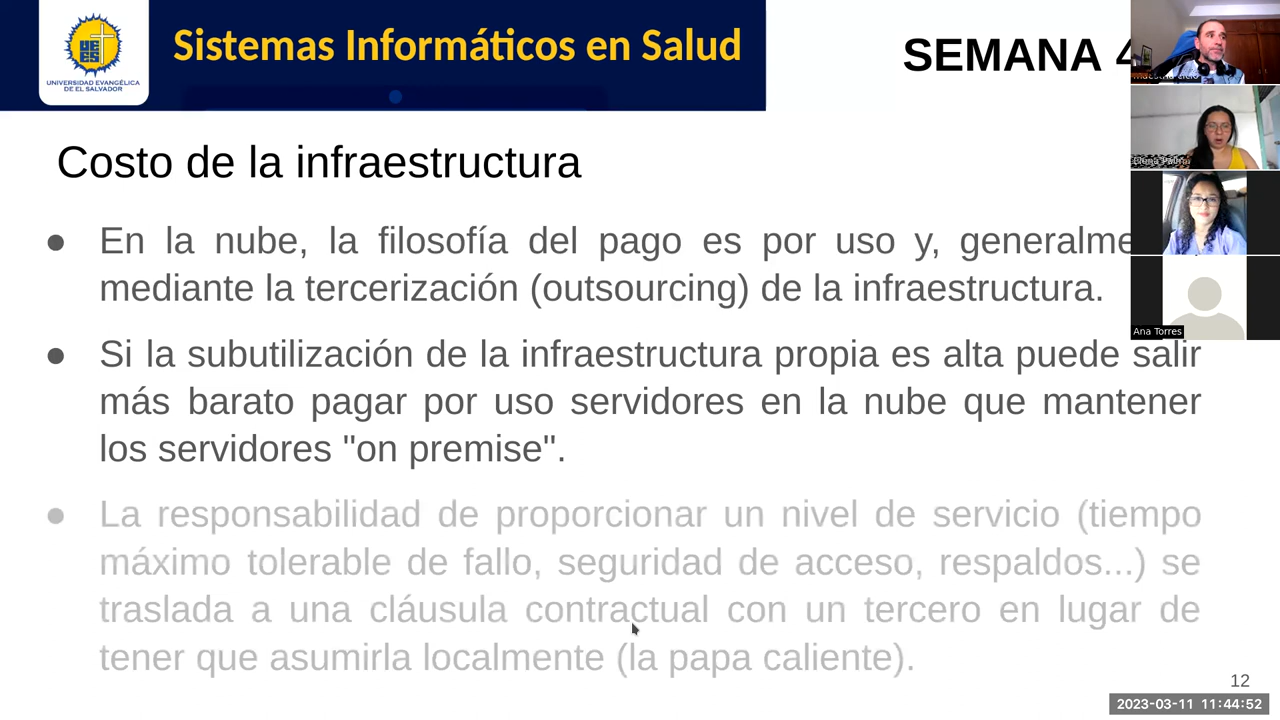 Sistemas Informáticos en Salud
SEMANA 4
UNIVERSIDAD EVANGÉLICA
DE EL SALVADOR
Costo de la infraestructura
● En la nube, la filosofía del pago es por uso y, generalme
mediante la tercerización (outsourcing) de la infraestructura.
● Si la subutilización de la infraestructura propia es alta puede salir
más barato pagar por uso servidores en la nube que mantener
los servidores "on premise".
● La responsabilidad de proporcionar un nivel de servicio (tiempo
máximo tolerable de fallo, seguridad de acceso, respaldos...) se
traslada a una cláusula contractual con un tercero en lugar de
tener que asumirla localmente (la papa caliente).
Ana Torres
12
2023-03-11 11:44:52